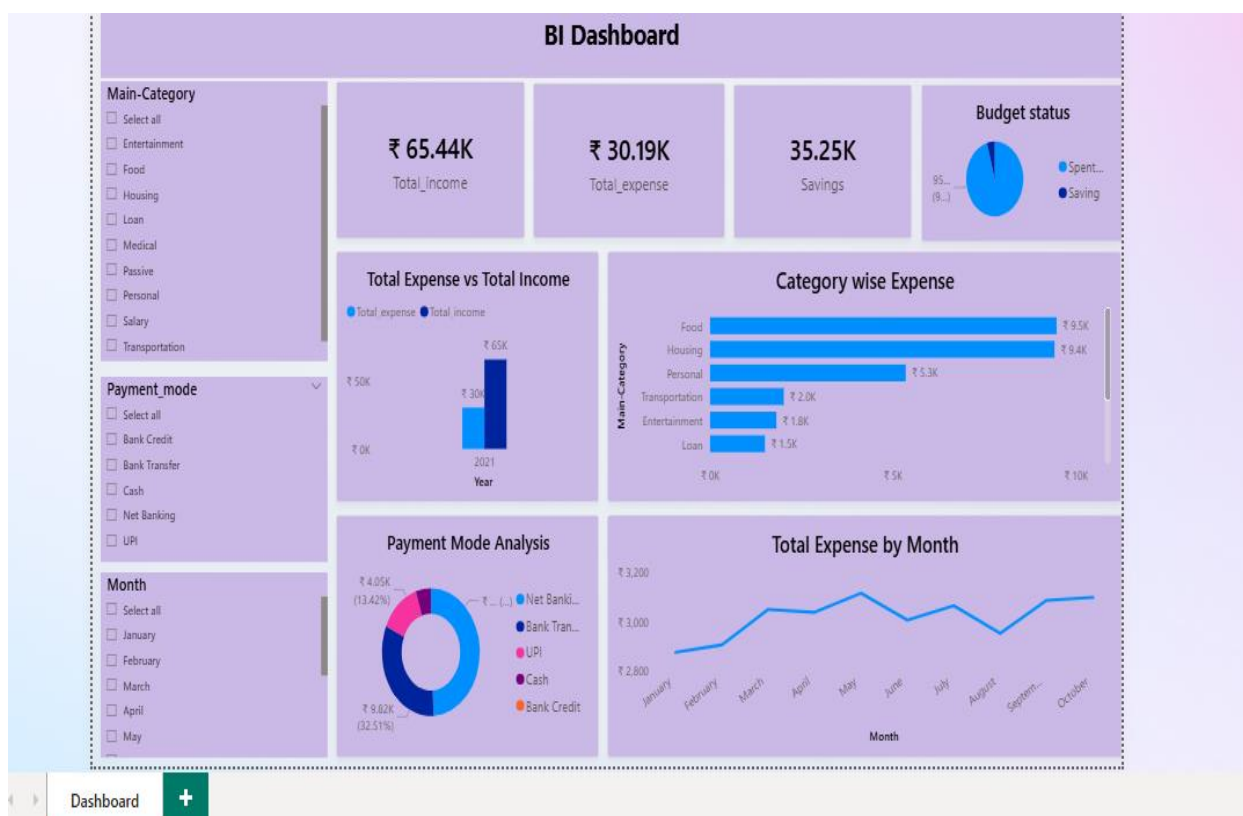 BI Dashboard
Main-Category
Select all
Entertainment
Food
Housing
Loan
Medical
Passive
Personal
Salary
Transportation
₹ 65.44K
Total_income
₹ 30.19K
Total_expense
35.25K
Savings
Budget status
95...
(9...)
Spent...
Saving
Payment_mode
Select all
Bank Credit
Bank Transfer
Cash
Net Banking
UPI
Total Expense vs Total Income
Total_expense Total_income
₹ 65K
₹ 50K
₹ 30K
₹ 0K
2021
Year
Category wise Expense
Main-Category
Food ₹ 9.5K
Housing ₹ 9.4K
Personal ₹ 5.3K
Transportation ₹ 2.0K
Entertainment ₹ 1.8K
Loan ₹ 1.5K
₹ 0K ₹ 5K ₹ 10K
Month
Select all
January
February
March
April
May
Payment Mode Analysis
₹ 4.05K
(13.42%)
₹ ... (...)
₹ 9.82K
(32.51%)
Net Banki...
Bank Tran...
UPI
Cash
Bank Credit
Total Expense by Month
₹ 3,200
₹ 3,000
₹ 2,800
January February March April May June July August Septem... October
Month
Dashboard
+